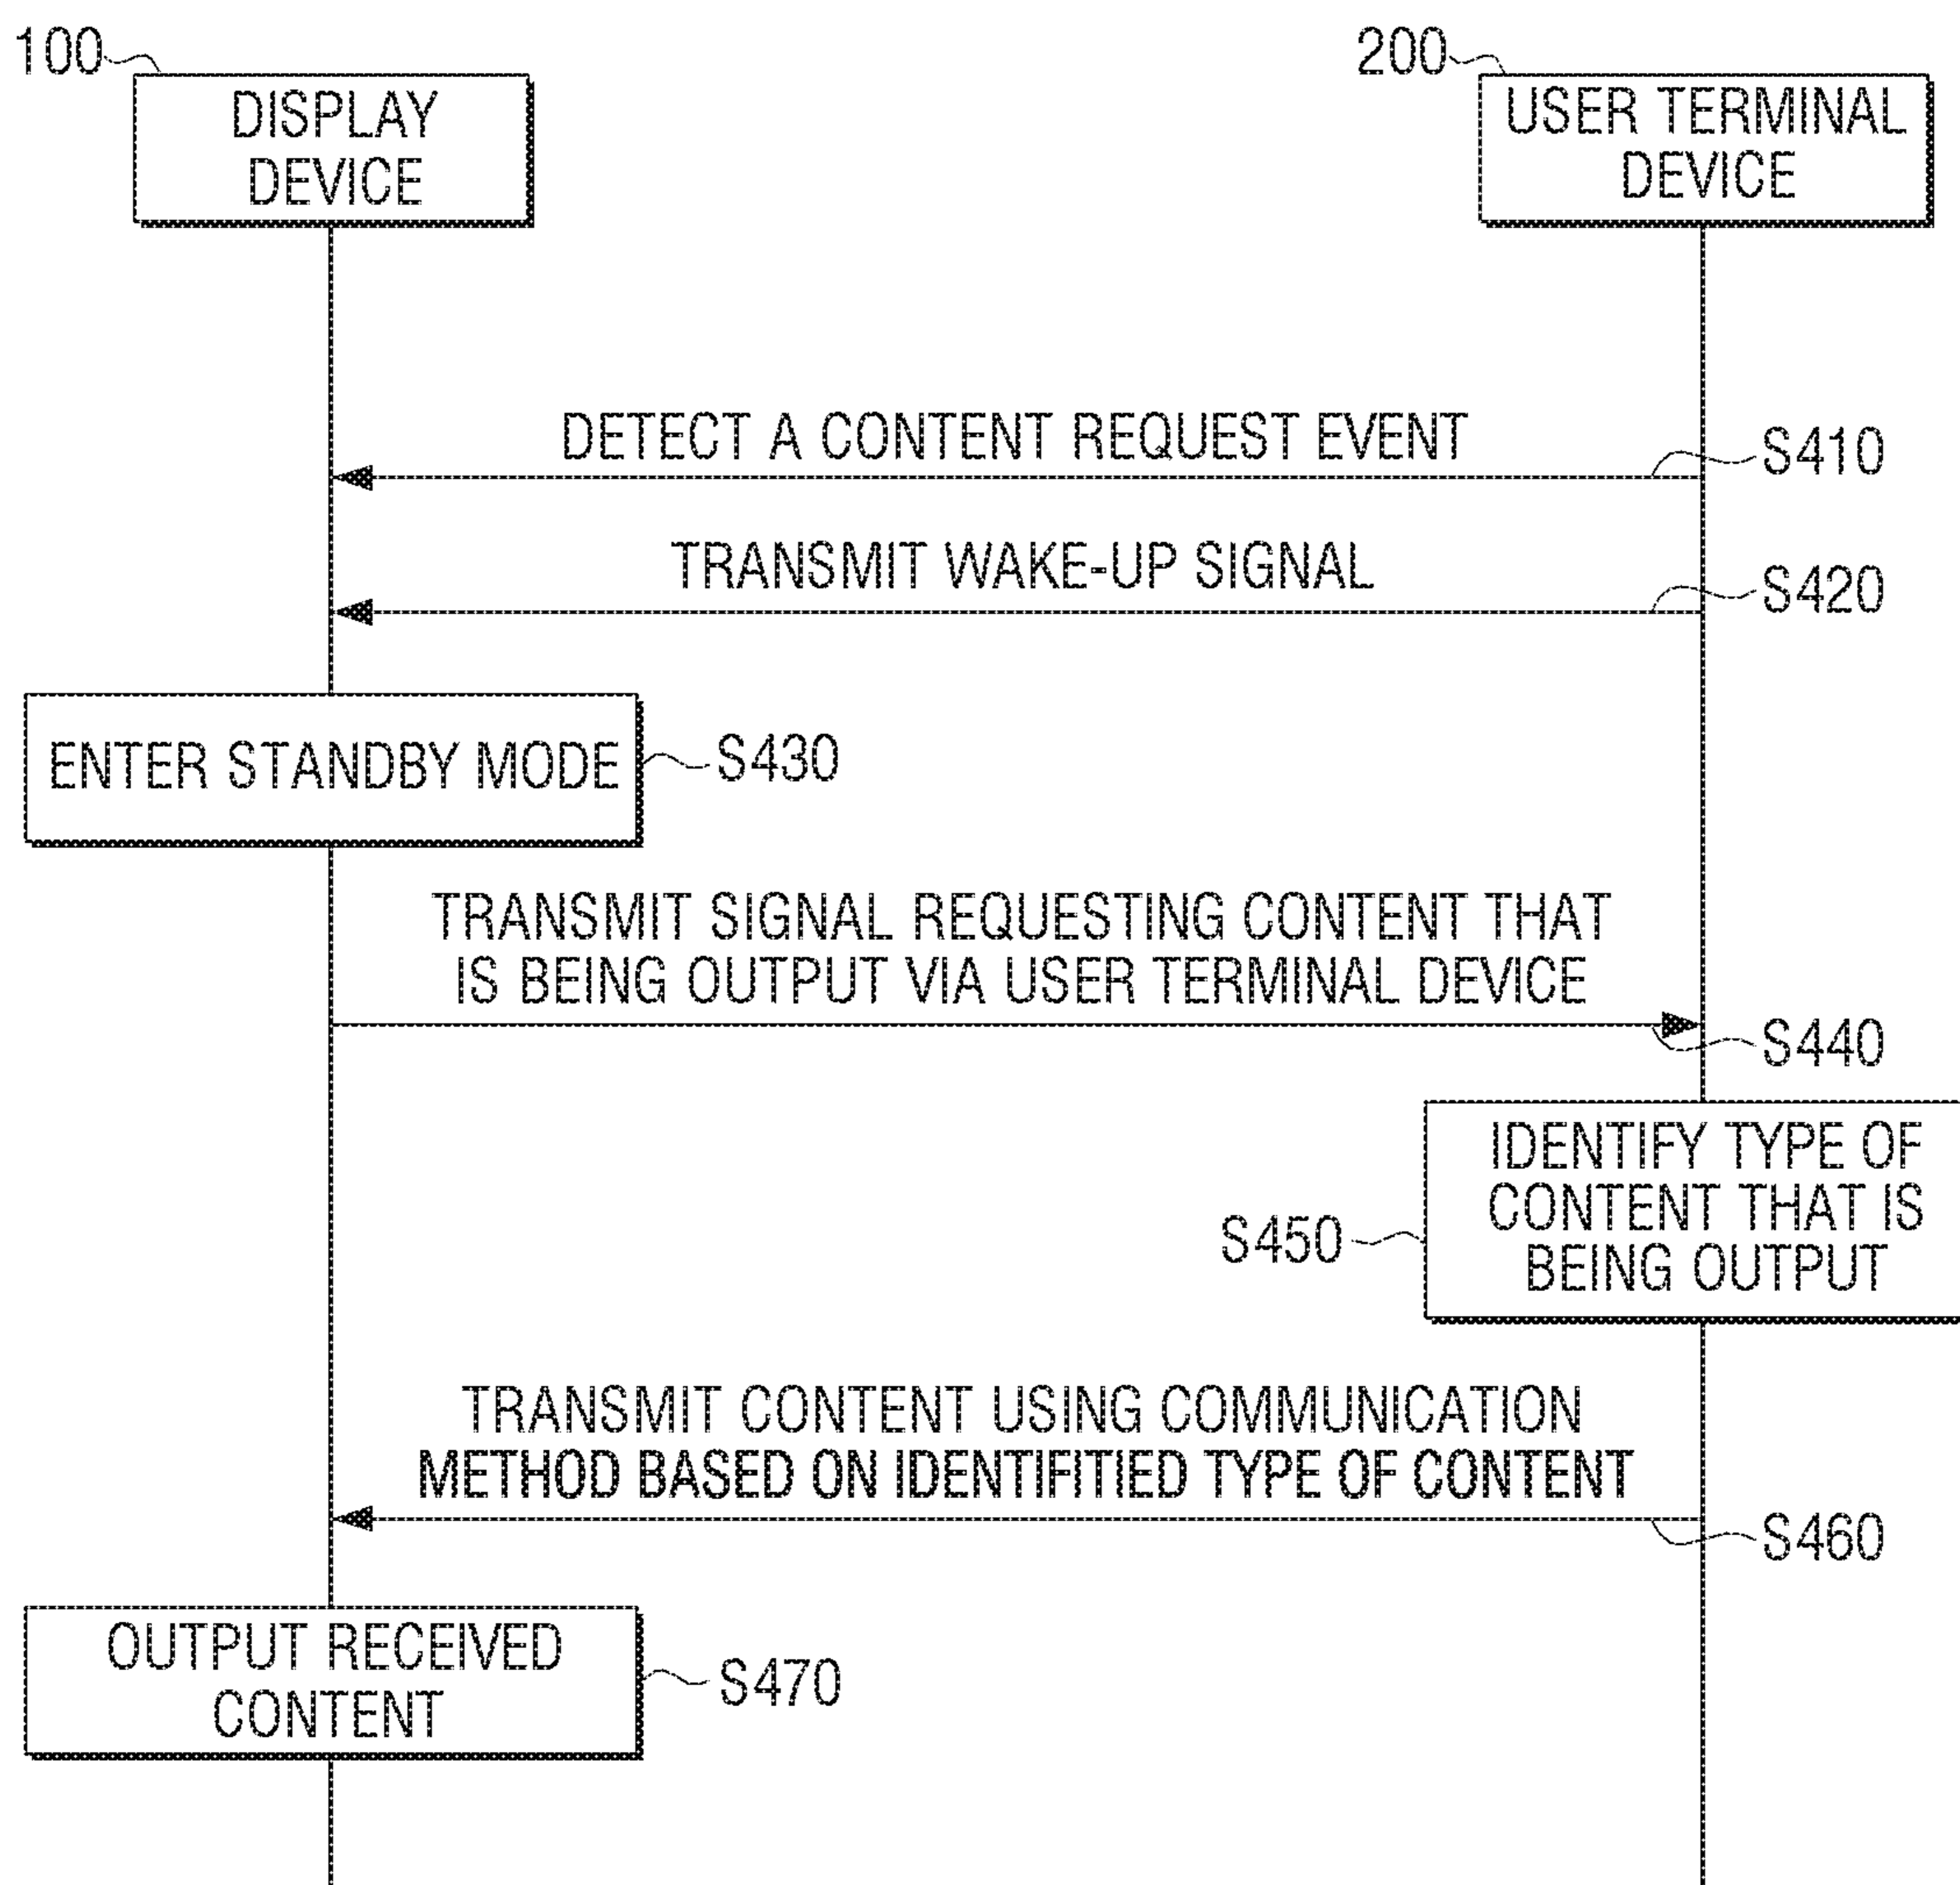 100
DISPLAY
DEVICE
200
USER TERMINAL
DEVICE
DETECT A CONTENT REQUEST EVENT
S410
TRANSMIT WAKE-UP SIGNAL
S420
ENTER STANDBY MODE
S430
TRANSMIT SIGNAL REQUESTING CONTENT THAT
IS BEING OUTPUT VIA USER TERMINAL DEVICE
S440
IDENTIFY TYPE OF
CONTENT THAT IS
BEING OUTPUT
S450
TRANSMIT CONTENT USING COMMUNICATION
METHOD BASED ON IDENTIFITIED TYPE OF CONTENT
S460
OUTPUT RECEIVED
CONTENT
S470